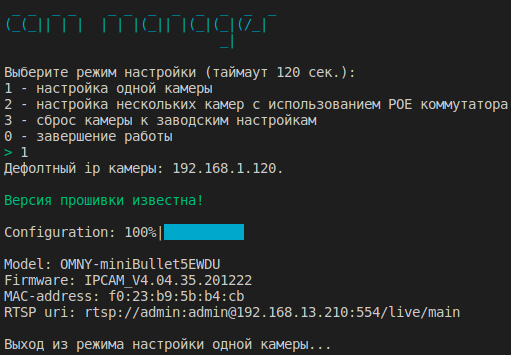 Выберите режим настройки (таймаут 120 сек.):
1 - настройка одной камеры
2 - настройка нескольких камер с использованием POE коммутатора
3 - сброс камеры к заводским настройкам
0 - завершение работы
> 1
Дефолтный ip камеры: 192.168.1.120.
Версия прошивки известна!
Configuration: 100%|
Model: OMNY-miniBullet5EWDU
Firmware: IPCAM_V4.04.35.201222
MAC-address: f0:23:b9:5b:b4:cb
RTSP uri: rtsp://admin:admin@192.168.13.210:554/live/main
Выход из режима настройки одной камеры...